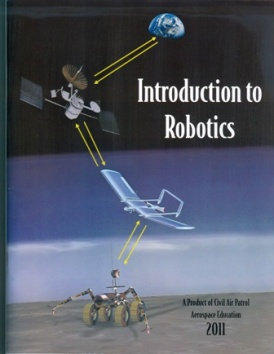 Introduction to
Robotics
A Product of Civil Air Patrol
Aerospace Education
2011